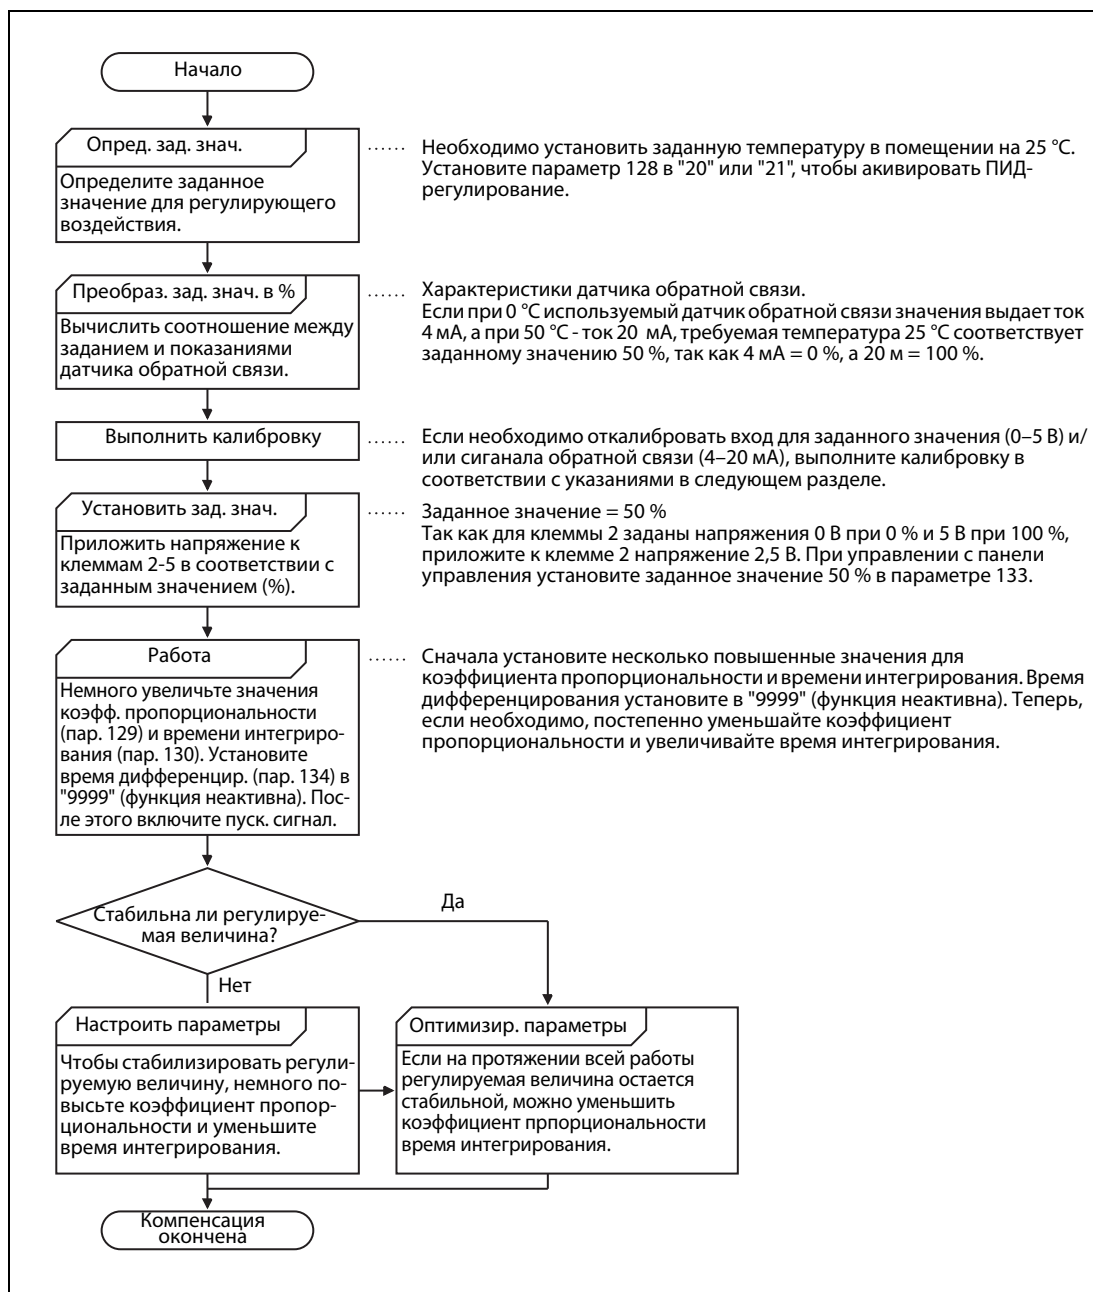 Начало
Опред. зад. знач.
Определите заданное
значение для регулирующего
воздействия.
...... Необходимо установить заданную температуру в помещении на 25 °C.
Установите параметр 128 в "20" или "21", чтобы акивировать ПИД-
регулирование.
Преобраз. зад. знач. в %
Вычислить соотношение между
заданием и показаниями
датчика обратной связи.
...... Характеристики датчика обратной связи.
Если при 0 °C используемый датчик обратной связи значения выдает ток
4 мА, а при 50 °C - ток 20 мА, требуемая температура 25 °C соответствует
заданному значению 50 %, так как 4 мА = 0 %, а 20 м = 100 %.
Выполнить калибровку
...... Если необходимо откалибровать вход для заданного значения (0–5 В) и/
или сиганала обратной связи (4–20 мА), выполните калибровку в
соответствии с указаниями в следующем разделе.
Установить зад. знач.
Приложить напряжение к
клеммам 2-5 в соответствии с
заданным значением (%).
...... Заданное значение = 50 %
Так как для клеммы 2 заданы напряжения 0 В при 0 % и 5 В при 100 %,
приложите к клемме 2 напряжение 2,5 В. При управлении с панели
управления установите заданное значение 50 % в параметре 133.
Работа
Немного увеличьте значения
коэфф. пропорциональности
(пар. 129) и времени интегриро-
вания (пар. 130). Установите
время дифференцир. (пар. 134) в
"9999" (функция неактивна). Пос-
ле этого включите пуск. сигнал.
...... Сначала установите несколько повышенные значения для
коэффициента пропорциональности и времени интегрирования. Время
дифференцирования установите в "9999" (функция неактивна). Теперь,
если необходимо, постепенно уменьшайте коэффициент
пропорциональности и увеличивайте время интегрирования.
Стабильна ли регулируе-
мая величина?
Да
Нет
Настроить параметры
Чтобы стабилизировать регули-
руемую величину, немного по-
высьте коэффициент пропор-
циональности и уменьшите
время интегрирования.
Оптимизир. параметры
Если на протяжении всей работы
регулируемая величина остается
стабильной, можно уменьшить
коэффициент прпорциональности
время интегрирования.
Компенсация
окончена